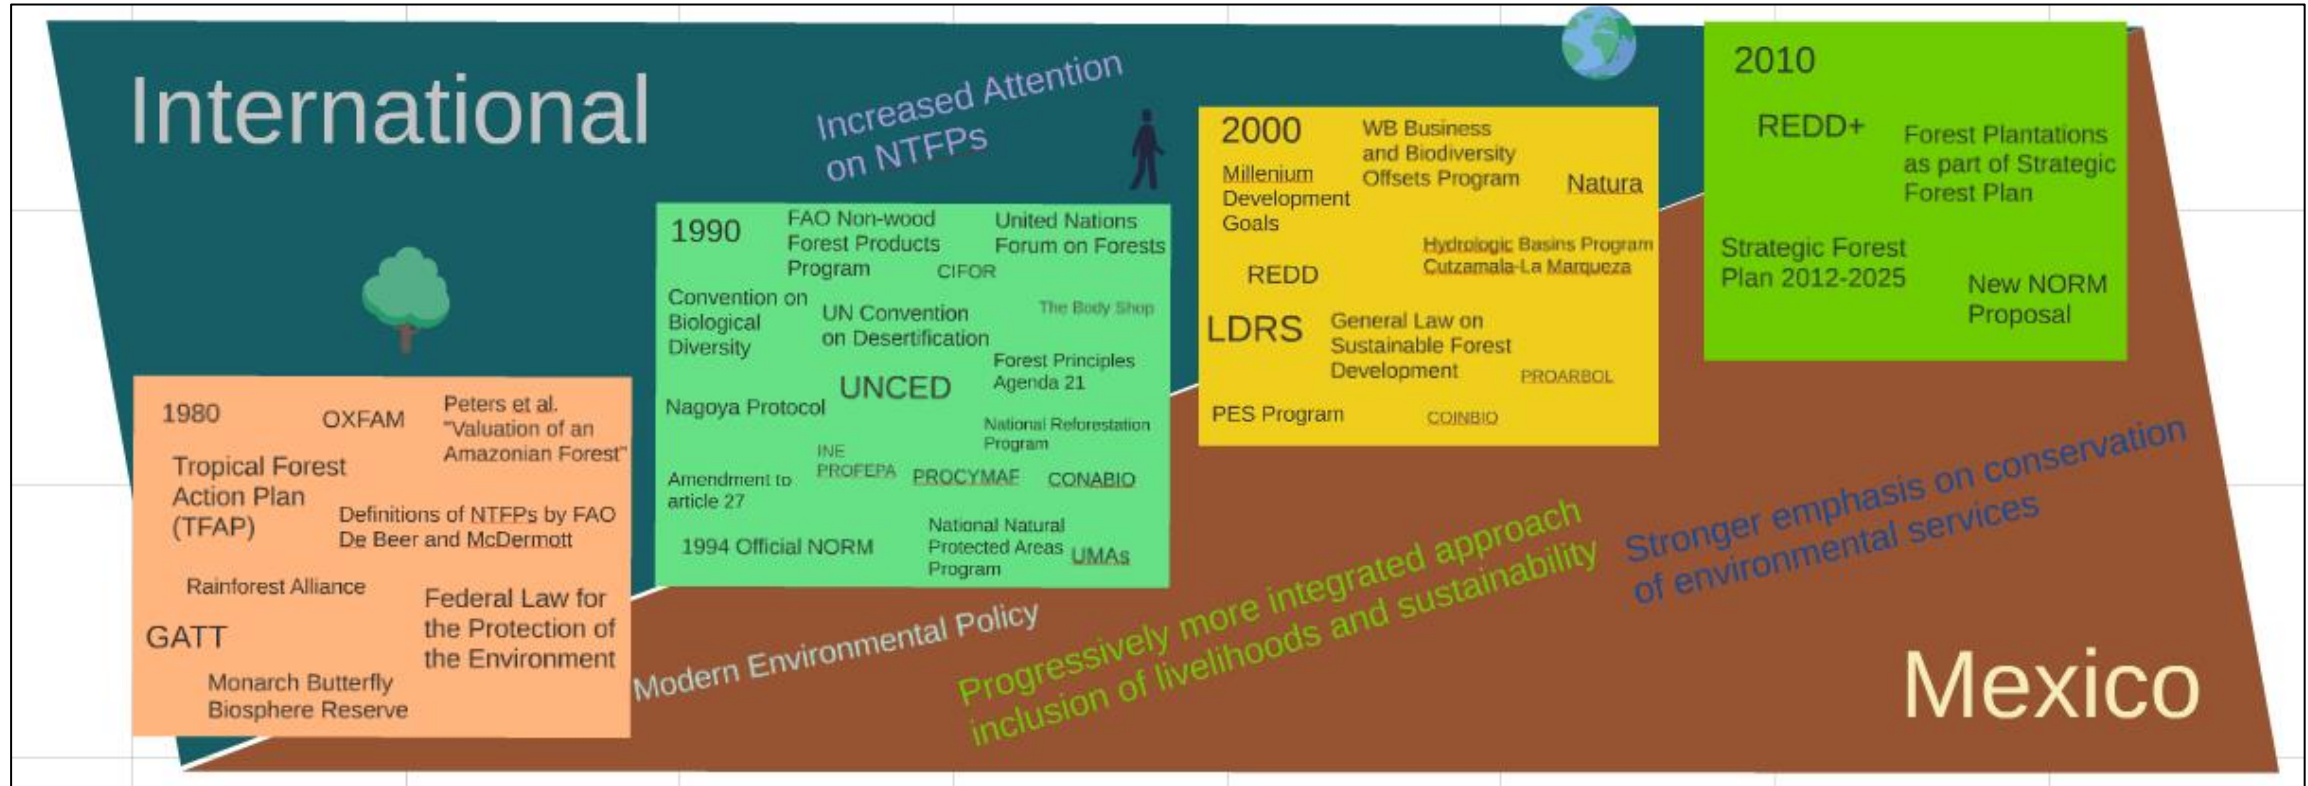 International
Increased Attention
on NTFPs
1980
OXFAM
Peters et al.
"Valuation of an
Amazonian Forest"
Tropical Forest
Action Plan
(TFAP)
Definitions of NTFPs by FAO
De Beer and McDermott
Rainforest Alliance
Federal Law for
the Protection of
the Environment
GATT
Monarch Butterfly
Biosphere Reserve
1990
FAO Non-wood
Forest Products
Program
United Nations
Forum on Forests
CIFOR
Convention on
Biological
Diversity
UN Convention
on Desertification
The Body Shop
Forest Principles
Agenda 21
UNCED
Nagoya Protocol
National Reforestation
Program
INE
PROFEPA
PROCYMAF
CONABIO
Amendment to
article 27
1994 Official NORM
National Natural
Protected Areas
Program
UMAs
2000
WB Business
and Biodiversity
Offsets Program
Natura
Millenium
Development
Goals
Hydrologic Basins Program
Cutzamala-La Marqueza
REDD
LDRS
General Law on
Sustainable Forest
Development
PROARBOL
PES Program
COINBIO
2010
REDD+
Forest Plantations
as part of Strategic
Forest Plan
Strategic Forest
Plan 2012-2025
New NORM
Proposal
Modern Environmental Policy
Progressively more integrated approach
inclusion of livelihoods and sustainability
Stronger emphasis on conservation
of environmental services
Mexico